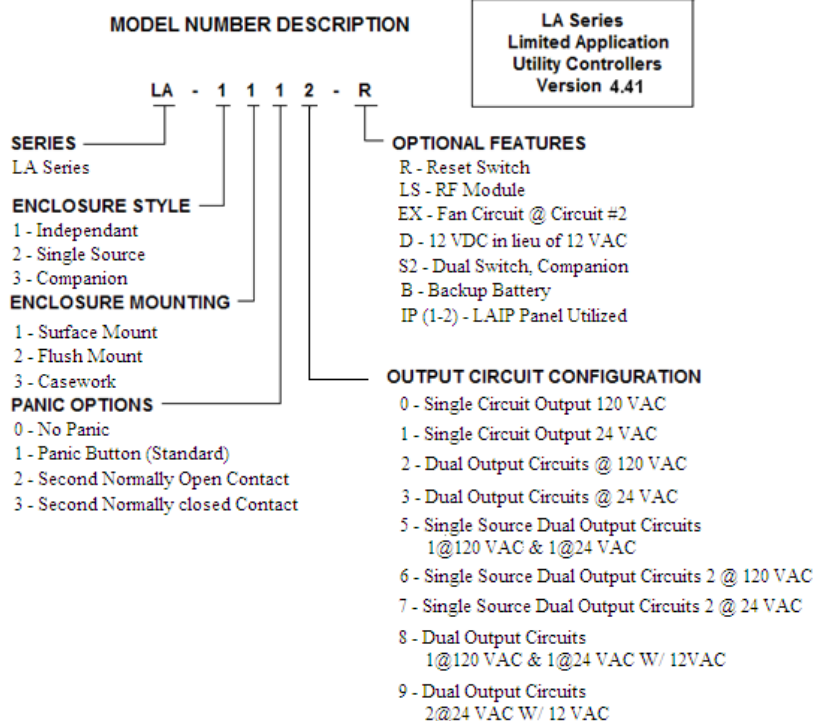 MODEL NUMBER DESCRIPTION
LA Series
Limited Application
Utility Controllers
Version 4.41
LA - 1 1 1 2 - R
SERIES
LA Series
ENCLOSURE STYLE
1 - Independant
2 - Single Source
3 - Companion
ENCLOSURE MOUNTING
1 - Surface Mount
2 - Flush Mount
3 - Casework
PANIC OPTIONS
0 - No Panic
1 - Panic Button (Standard)
2 - Second Normally Open Contact
3 - Second Normally closed Contact
OPTIONAL FEATURES
R - Reset Switch
LS - RF Module
EX - Fan Circuit @ Circuit #2
D - 12 VDC in lieu of 12 VAC
S2 - Dual Switch, Companion
B - Backup Battery
IP (1-2) - LAIP Panel Utilized
OUTPUT CIRCUIT CONFIGURATION
0 - Single Circuit Output 120 VAC
1 - Single Circuit Output 24 VAC
2 - Dual Output Circuits @ 120 VAC
3 - Dual Output Circuits @ 24 VAC
5 - Single Source Dual Output Circuits
1@120 VAC & 1@24 VAC
6 - Single Source Dual Output Circuits 2 @ 120 VAC
7 - Single Source Dual Output Circuits 2 @ 24 VAC
8 - Dual Output Circuits
1@120 VAC & 1@24 VAC W/ 12VAC
9 - Dual Output Circuits
2@24 VAC W/ 12 VAC